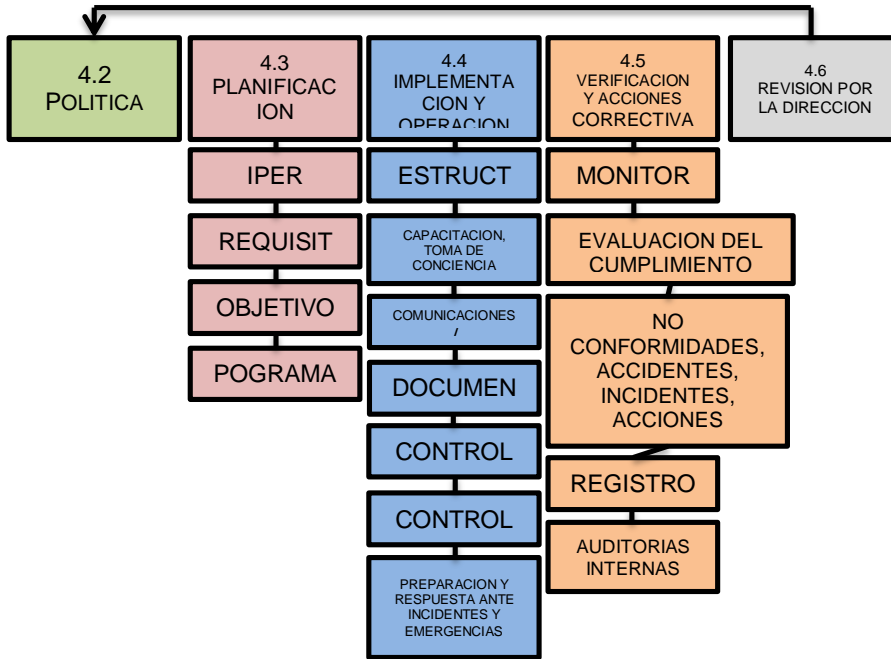 4.2
POLITICA
4.3
PLANIFICAC
ION
IPER
REQUISIT
OBJETIVO
POGRAMA
4.4
IMPLEMENTA
CION Y
OPERACION
ESTRUCT
CAPACITACION,
TOMA DE
CONCIENCIA
COMUNICACIONES
/
DOCUMEN
CONTROL
CONTROL
PREPARACION Y
RESPUESTA ANTE
INCIDENTES Y
EMERGENCIAS
4.5
VERIFICACION
Y ACCIONES
CORRECTIVA
MONITOR
EVALUACION DEL
CUMPLIMIENTO
NO
CONFORMIDADES,
ACCIDENTES,
INCIDENTES,
ACCIONES
REGISTRO
AUDITORIAS
INTERNAS
4.6
REVISION POR
LA DIRECCION